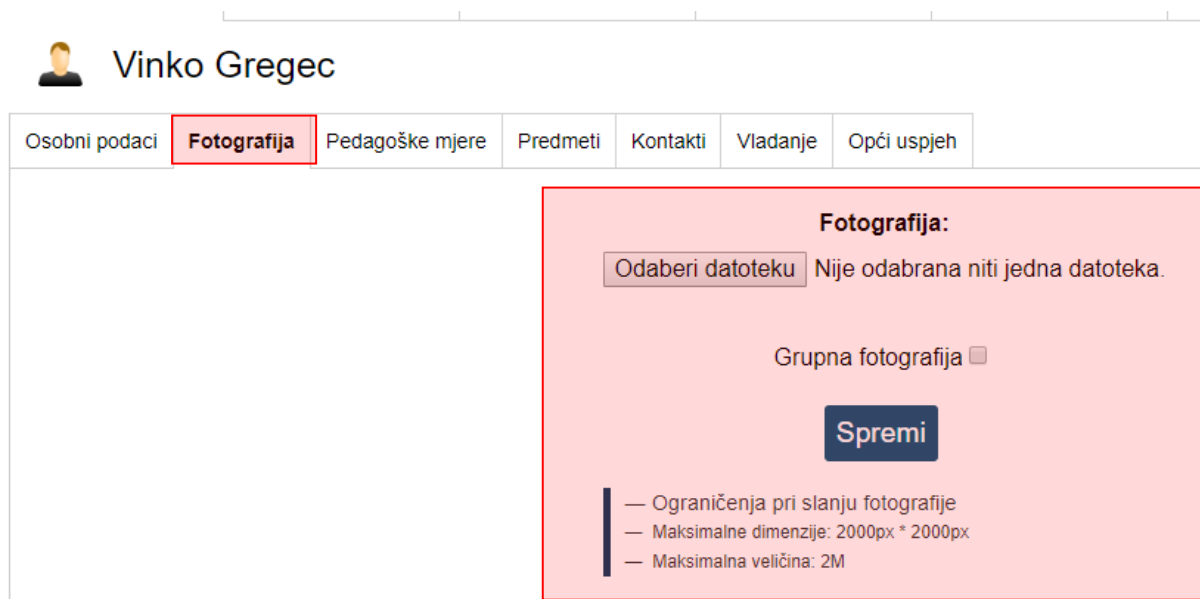 Vinko Gregec
Osobni podaci Fotografija Pedagoške mjere Predmeti Kontakti Vladanje Opći uspjeh
Fotografija:
Odaberi datoteku Nije odabrana niti jedna datoteka.
Grupna fotografija
Spremi
— Ograničenja pri slanju fotografije
— Maksimalne dimenzije: 2000px * 2000px
— Maksimalna veličina: 2M